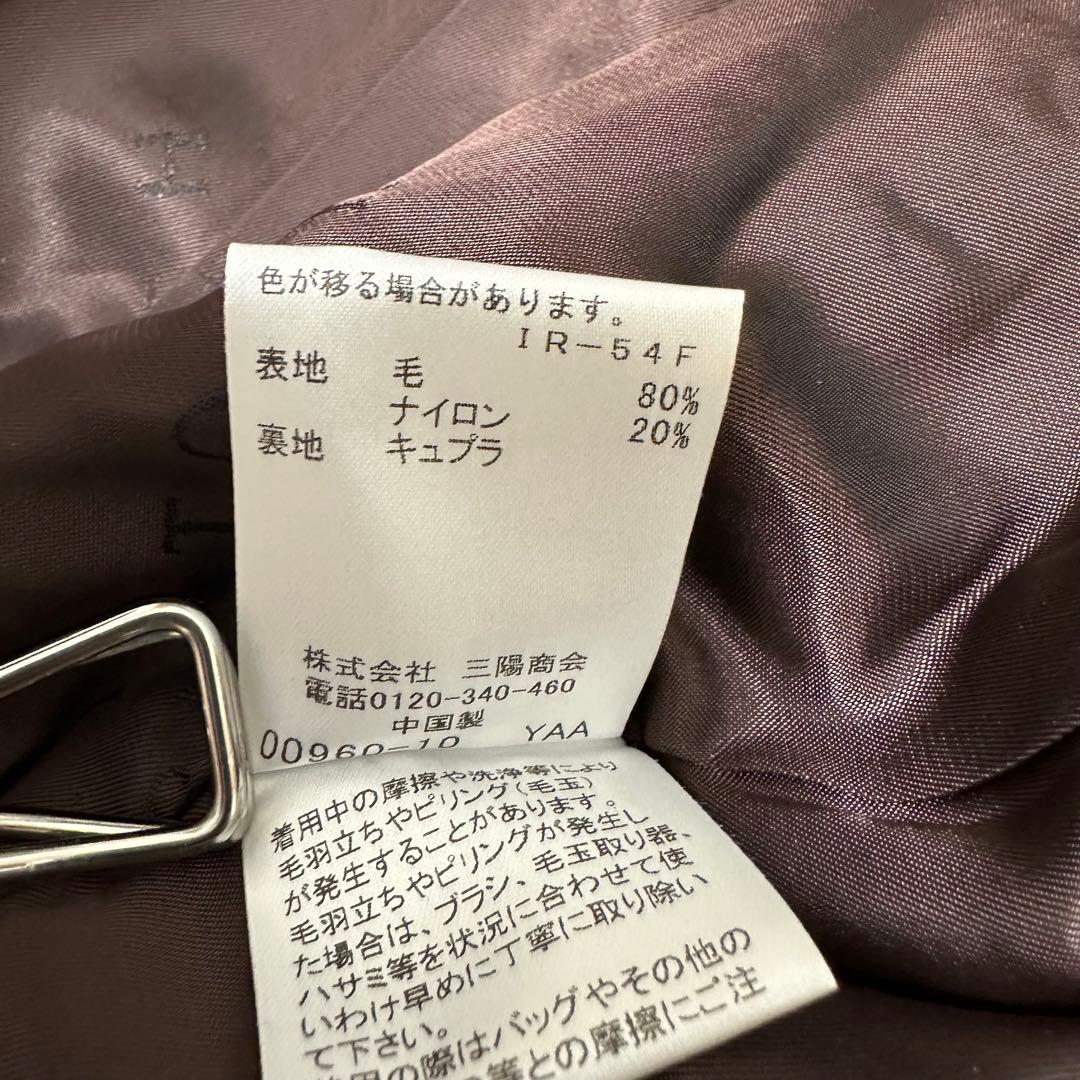 色が移る場合があります。
IR-54F
表地 毛 80%
ナイロン 20%
裏地 キュプラ
株式会社 三陽商会
電話0120-340-460
中国製
00960-10 YAA
着用中の摩擦や洗浄等により
毛羽立ちやピリング(毛玉)
が発生することがあります。
毛羽立ちやピリングが発生し
た場合は、ブラシ、毛玉取り器、
ハサミ等を状況に合わせて使
いわけ早めに丁寧に取り除い
て下さい。
着用の際はバッグやその他の
等との摩擦にご注